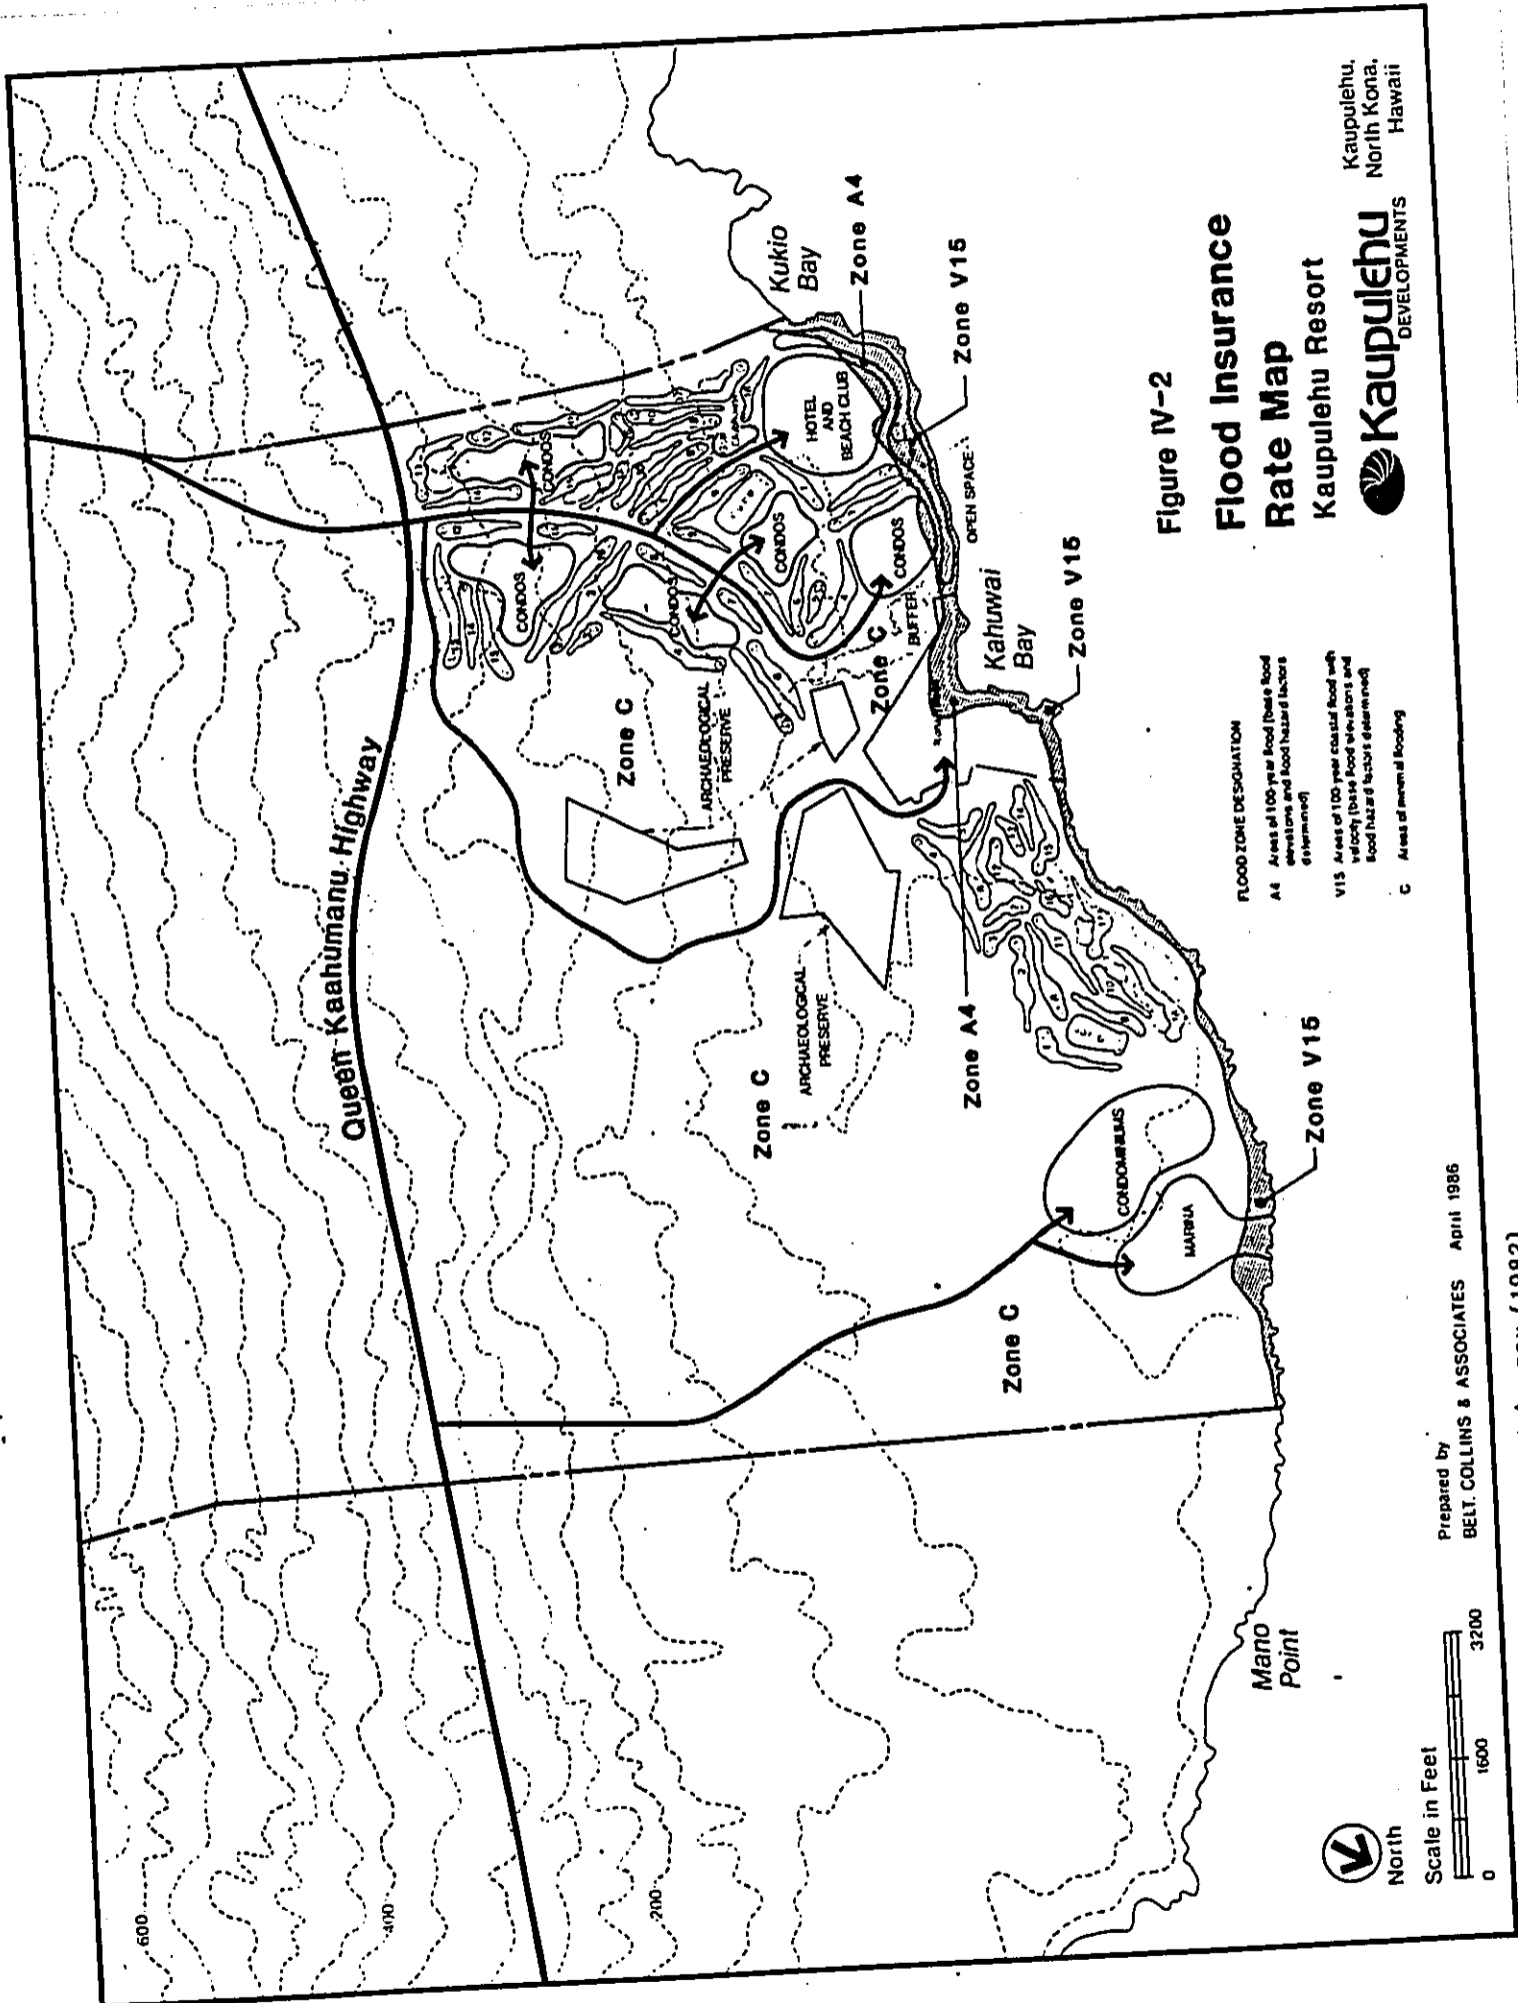 600
400
200
Queen Kaahumanu Highway
CONDOS
CONDOS
CONDOS
CONDOS
CONDOS
HOTEL
AND
BEACH CLUB
Kukio
Bay
Zone A4
Zone V15
OPEN SPACE
BUFFER
Zone C
Kahuwai
Bay
Zone V15
Zone C
ARCHAEOLOGICAL
PRESERVE
ARCHAEOLOGICAL
PRESERVE
Zone C
Zone A4
CONDOMINIUMS
MARINA
Zone C
Zone V15
Mano
Point
Figure IV-2
Flood Insurance
Rate Map
Kaupulehu Resort
Kaupulehu
DEVELOPMENTS
Kaupulehu,
North Kona,
Hawaii
FLOOD ZONE DESIGNATION
A4 Areas of 100-year flood (base flood
elevations and flood hazard factors
determined)
V15 Areas of 100-year coastal flood with
velocity (base flood elevations and
flood hazard factors determined)
C Areas of minimal flooding
North
Scale in Feet
0 1600 3200
Prepared by
BELT, COLLINS & ASSOCIATES April 1986
(1982)